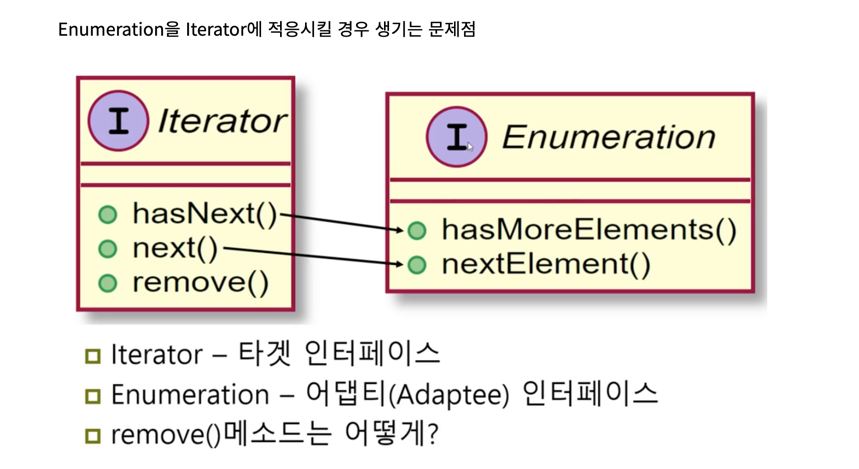 Enumeration을 Iterator에 적응시킬 경우 생기는 문제점
I Iterator
hasNext()
next()
remove()
I Enumeration
hasMoreElements()
nextElement()
Iterator – 타겟 인터페이스
Enumeration – 어댑티(Adaptee) 인터페이스
remove()메소드는 어떻게?